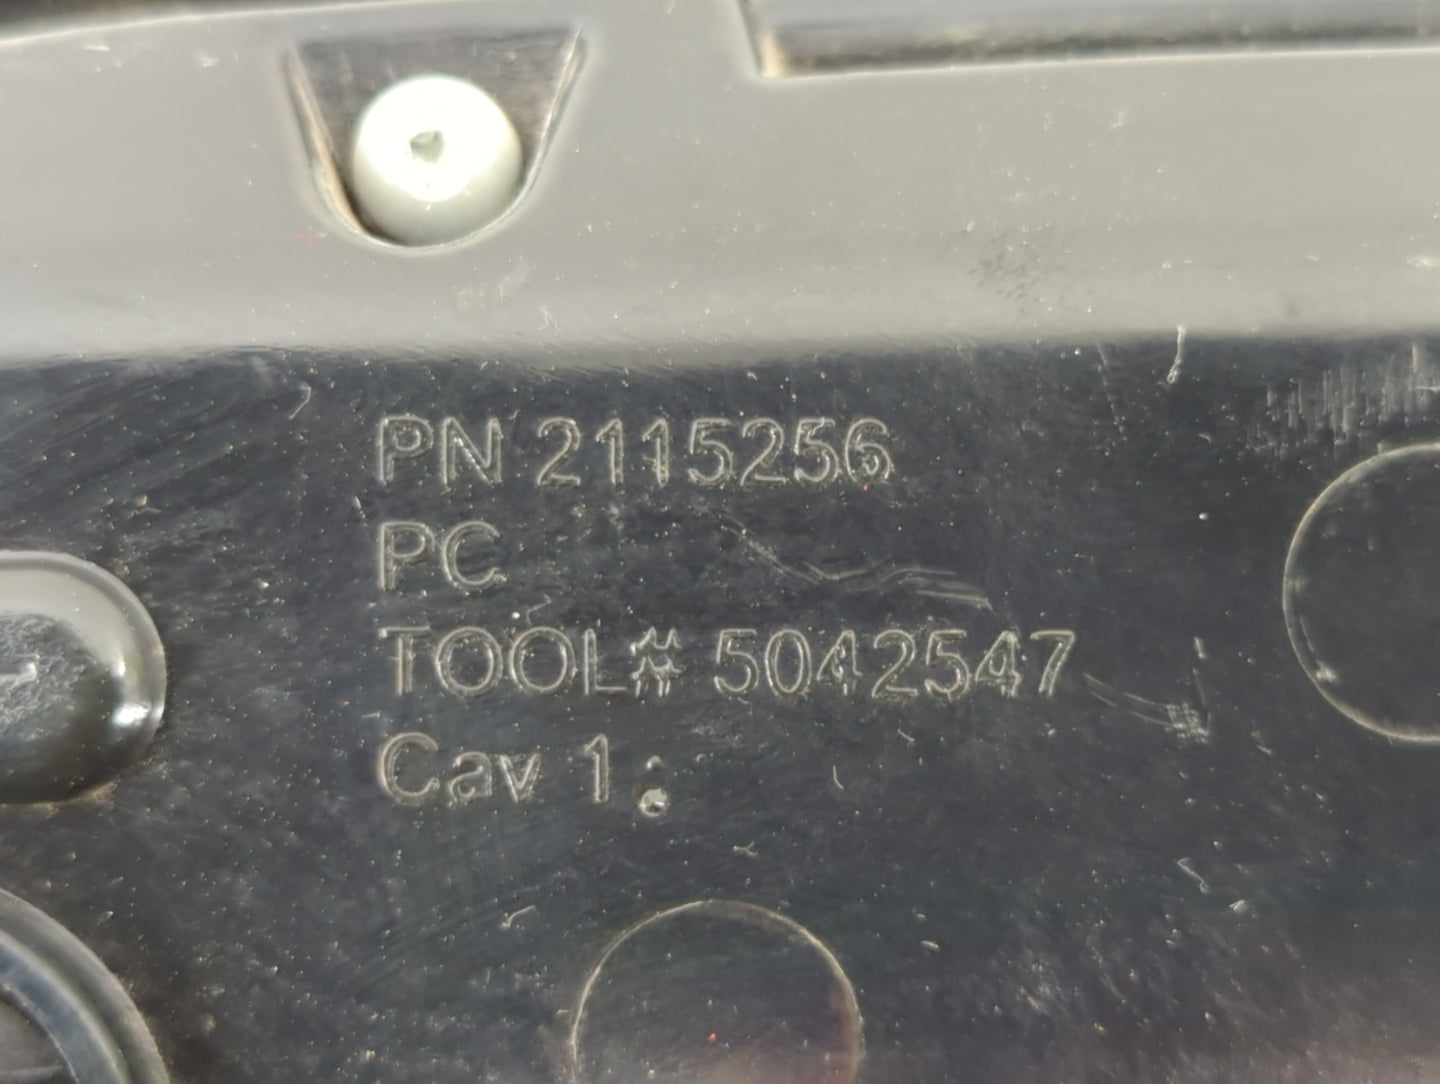 PN 2115256
PC
TOOL# 5042547
Cav 1